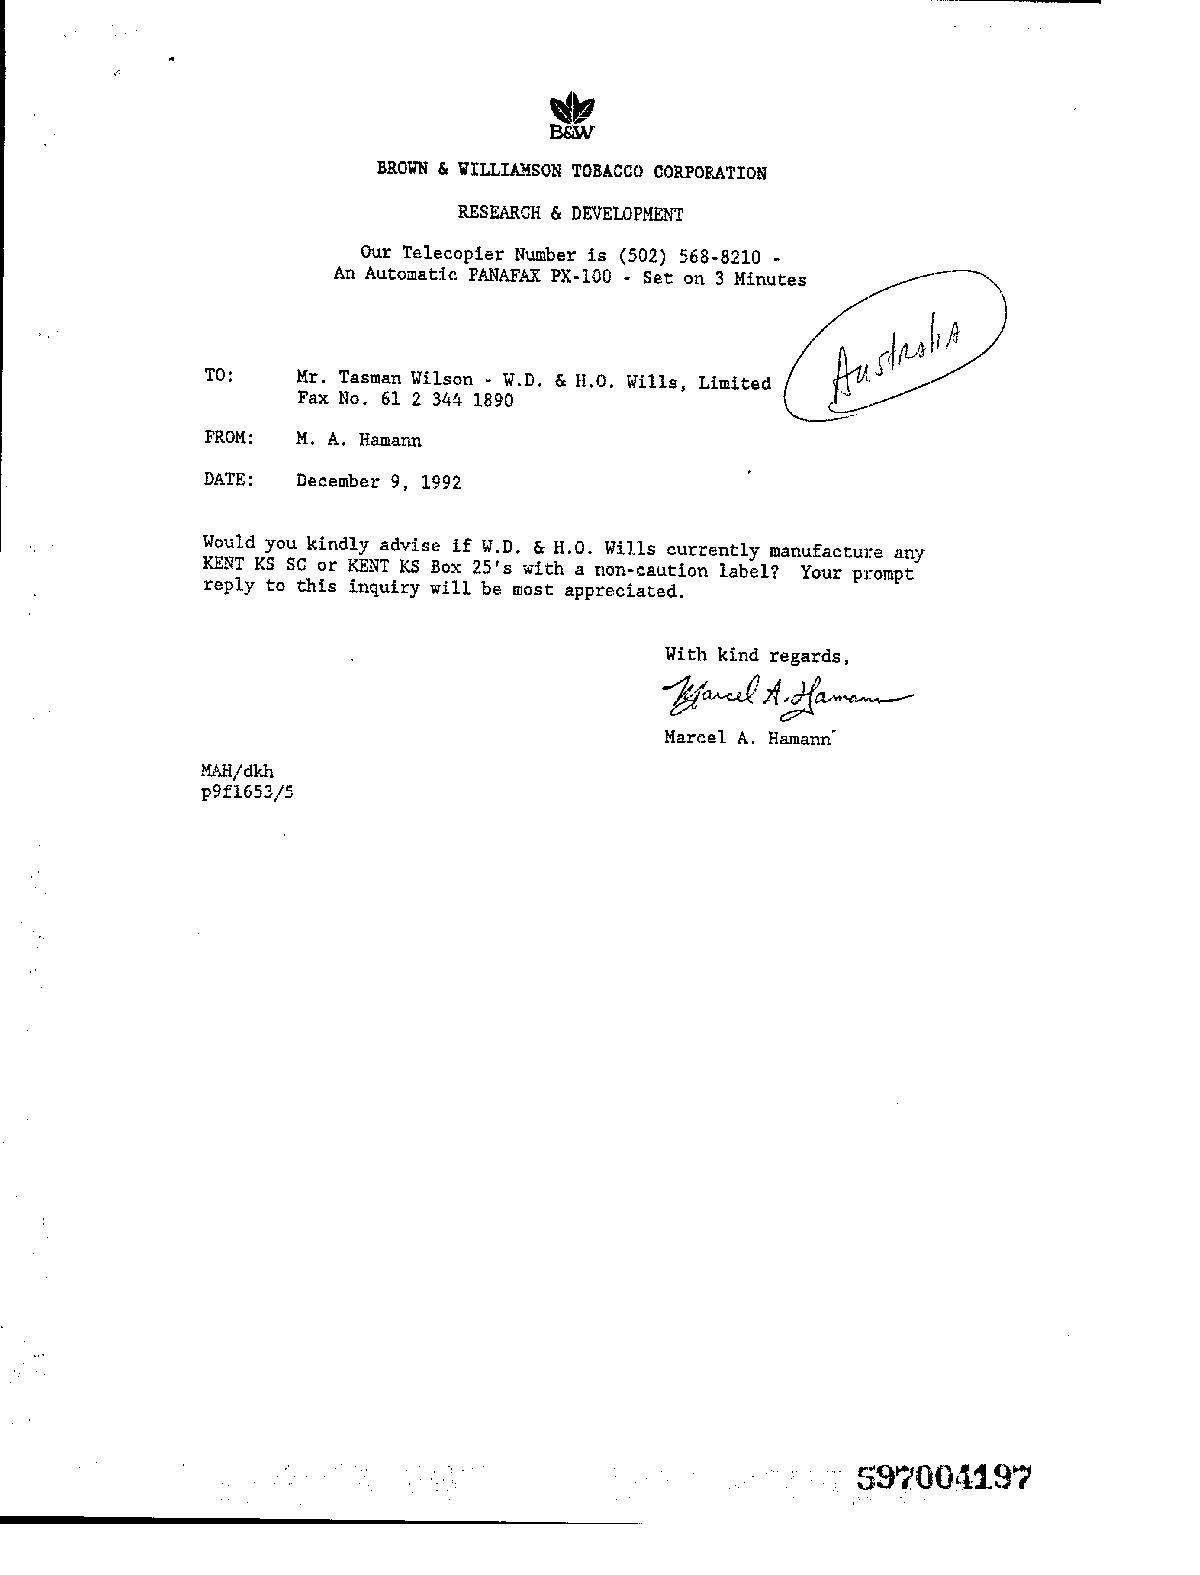 B&W
BROWN & WILLIAMSON TOBACCO CORPORATION
RESEARCH & DEVELOPMENT
Our Telecopier Number is (502) 568-8210 -
An Automatic PANAFAX PX-100 - Set on 3 Minutes
Australia
TO: Mr. Tasman Wilson - W.D. & H.O. Wills, Limited
Fax No. 61 2 344 1890
FROM: M. A. Hamann
DATE: December 9, 1992
Would you kindly advise if W.D. & H.O. Wills currently manufacture any
KENT KS SC or KENT KS Box 25's with a non-caution label? Your prompt
reply to this inquiry will be most appreciated.
With kind regards,
Marcel A. Hamann
Marcel A. Hamann
MAH/dkh
p9f1653/5
597004197